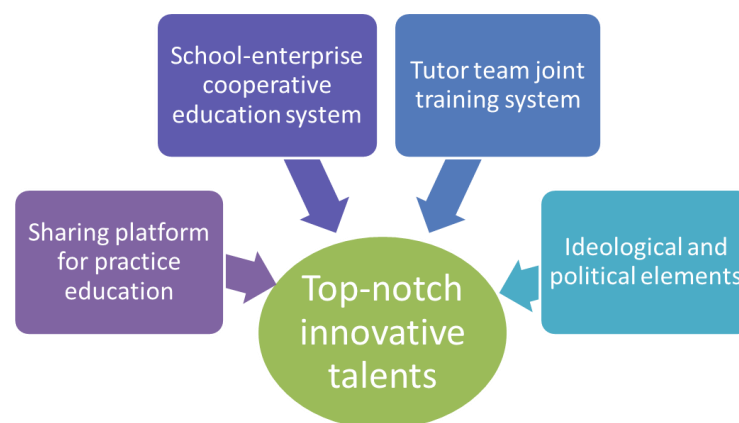 School-enterprise
cooperative
education system
Tutor team joint
training system
Sharing platform
for practice
education
Ideological and
political elements
Top-notch
innovative
talents